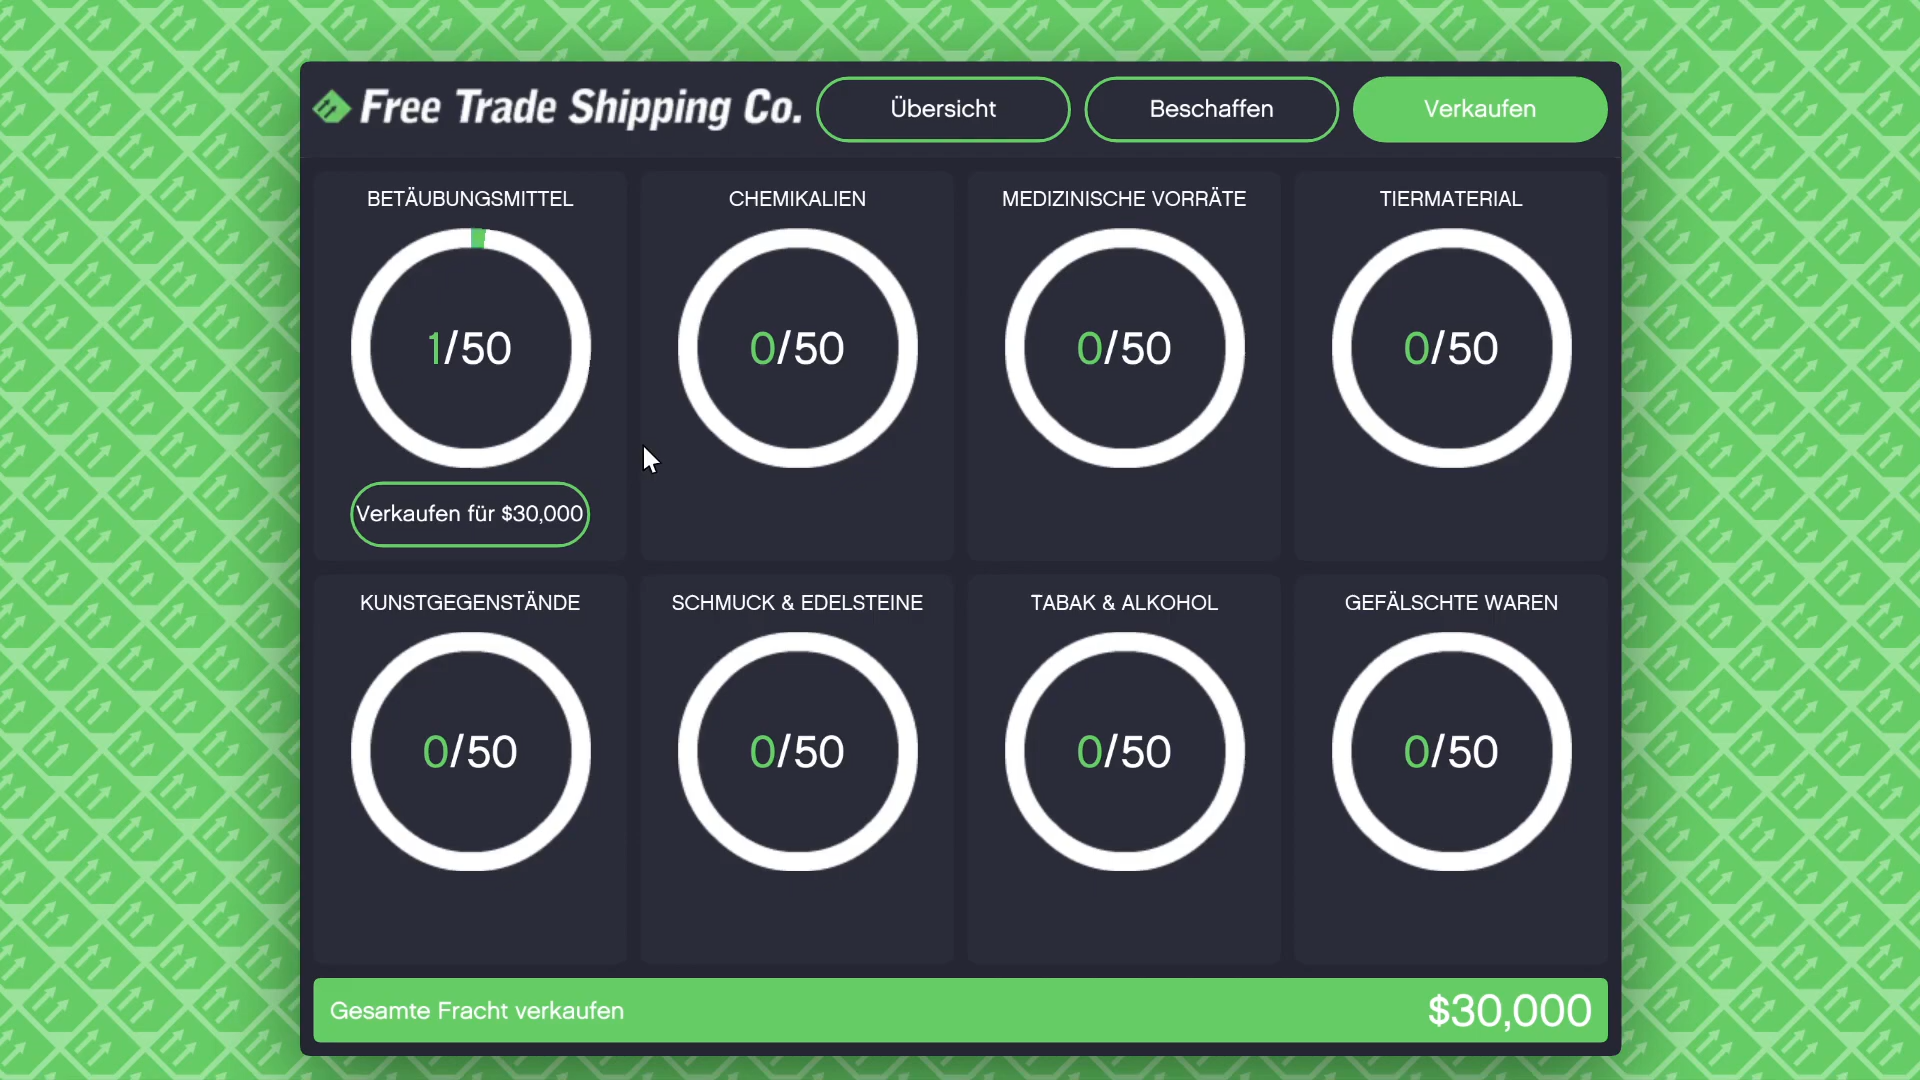 Free Trade Shipping Co.
Übersicht
Beschaffen
Verkaufen
BETÄUBUNGSMITTEL
CHEMIKALIEN
MEDIZINISCHE VORRÄTE
TIERMATERIAL
1/50
0/50
0/50
0/50
Verkaufen für $30,000
KUNSTGEGENSTÄNDE
SCHMUCK & EDELSTEINE
TABAK & ALKOHOL
GEFÄLSCHTE WAREN
0/50
0/50
0/50
0/50
Gesamte Fracht verkaufen
$30,000